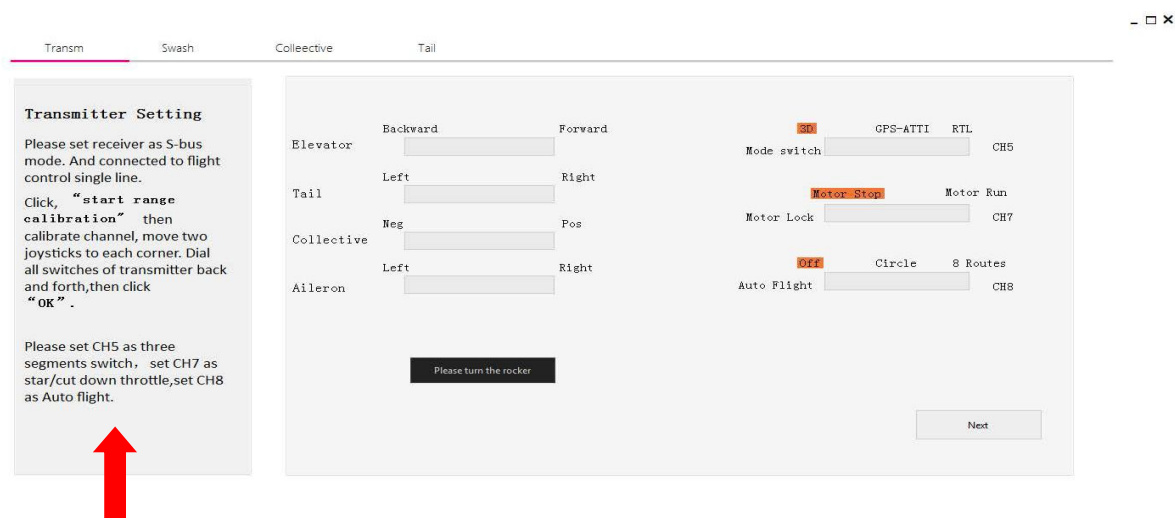 Transm Swash Colleective Tail
Transmitter Setting
Please set receiver as S-bus
mode. And connected to flight
control single line.
Click, “start range
calibration” then
calibrate channel, move two
joysticks to each corner. Dial
all switches of transmitter back
and forth,then click
“OK”.
Please set CH5 as three
segments switch, set CH7 as
star/cut down throttle,set CH8
as Auto flight.
Backward Forward
Elevator
Left Right
Tail
Neg Pos
Collective
Left Right
Aileron
Please turn the rocker
3D GPS-ATTI RTL
Mode switch CH5
Motor Stop Motor Run
Motor Lock CH7
Off Circle 8 Routes
Auto Flight CH8
Next